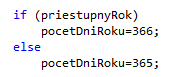 if (priestupnyRok)
    pocetDniRoku=366;
else
    pocetDniRoku=365;